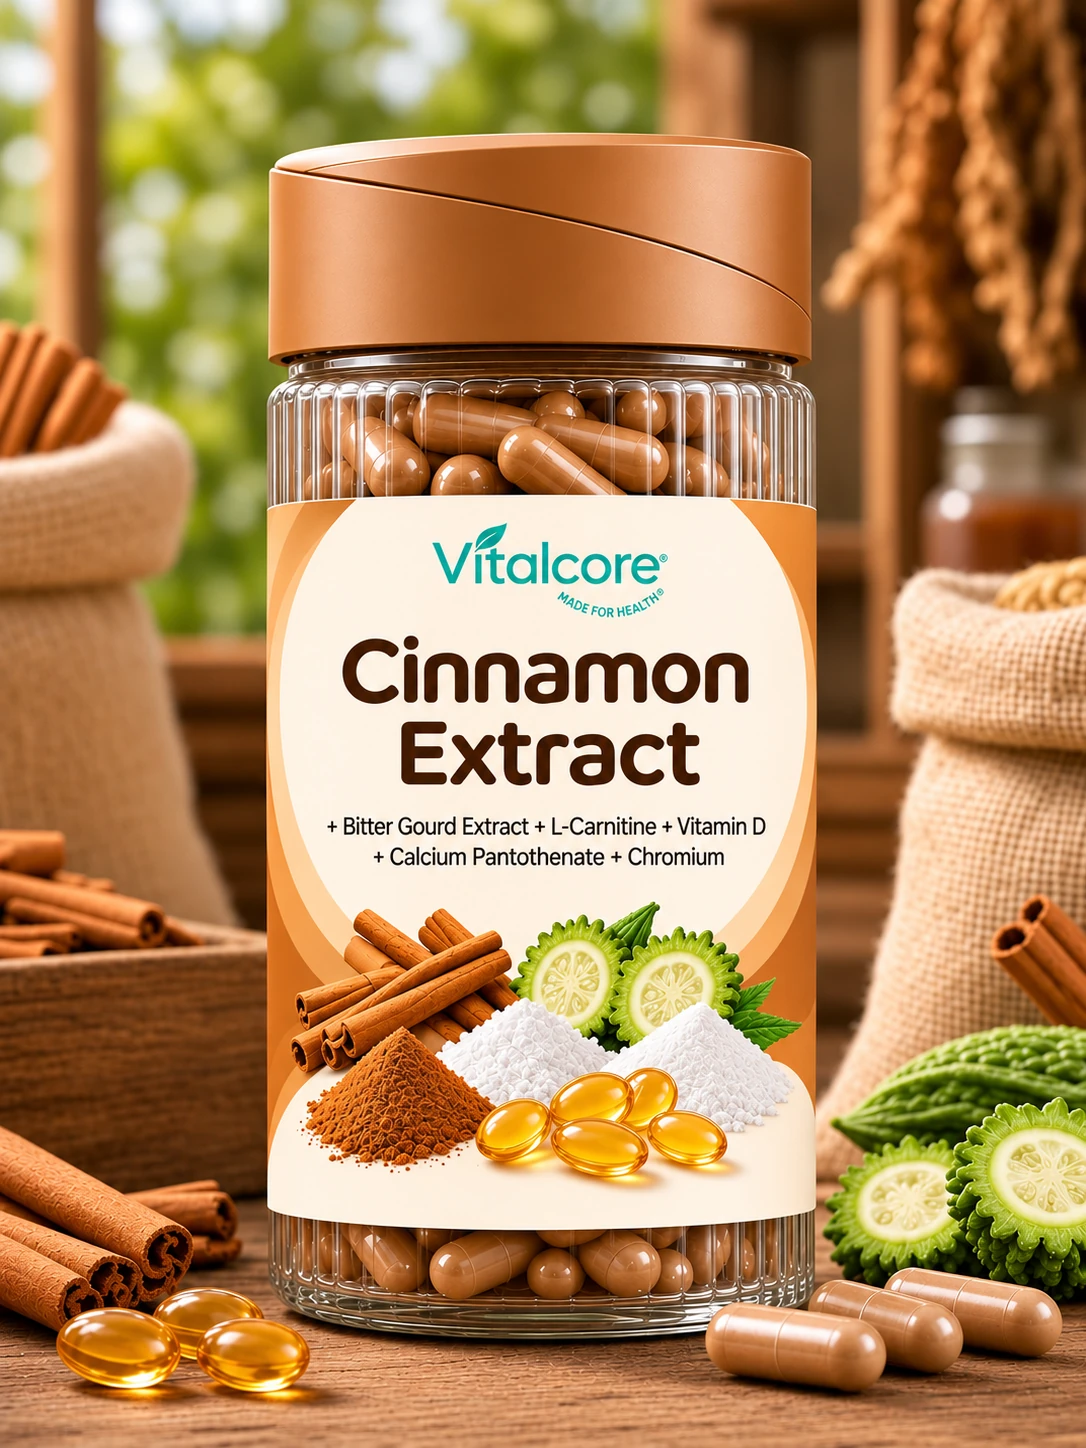 Vitalcore®
MADE FOR HEALTH®
Cinnamon
Extract
+ Bitter Gourd Extract + L-Carnitine + Vitamin D
+ Calcium Pantothenate + Chromium